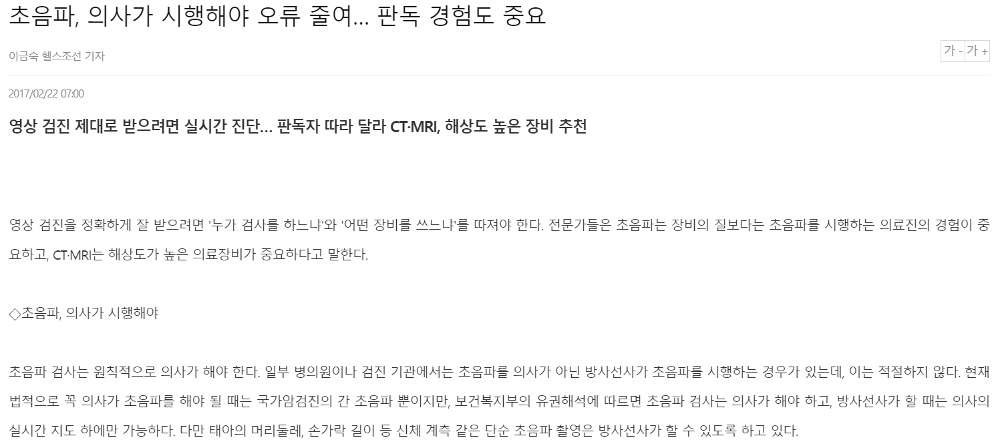 초음파, 의사가 시행해야 오류 줄여... 판독 경험도 중요
이금숙 헬스조선 기자
가 - 가 +
2017/02/22 07:00
영상 검진 제대로 받으려면 실시간 진단… 판독자 따라 달라 CT·MRI, 해상도 높은 장비 추천
영상 검진을 정확하게 잘 받으려면 '누가 검사를 하느냐'와 '어떤 장비를 쓰느냐'를 따져야 한다. 전문가들은 초음파는 장비의 질보다는 초음파를 시행하는 의료진의 경험이 중
요하고, CT·MRI는 해상도가 높은 의료장비가 중요하다고 말한다.
◇초음파, 의사가 시행해야
초음파 검사는 원칙적으로 의사가 해야 한다. 일부 병의원이나 검진 기관에서는 초음파를 의사가 아닌 방사선사가 초음파를 시행하는 경우가 있는데, 이는 적절하지 않다. 현재
법적으로 꼭 의사가 초음파를 해야 될 때는 국가암검진의 간 초음파 뿐이지만, 보건복지부의 유권해석에 따르면 초음파 검사는 의사가 해야 하고, 방사선사가 할 때는 의사의
실시간 지도 하에만 가능하다. 다만 태아의 머리둘레, 손가락 길이 등 신체 계측 같은 단순 초음파 촬영은 방사선사가 할 수 있도록 하고 있다.